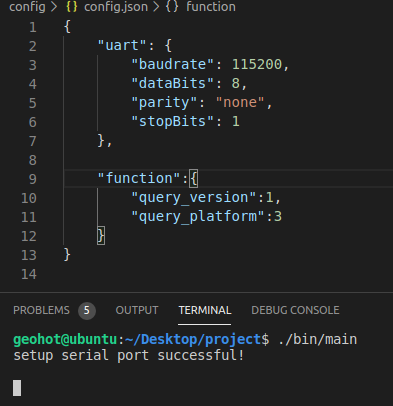 config > {} config.json > {} function
1 {
2     "uart": {
3         "baudrate": 115200,
4         "dataBits": 8,
5         "parity": "none",
6         "stopBits": 1
7     },
8
9     "function":{
10         "query_version":1,
11         "query_platform":3
12     }
13 }
14
PROBLEMS 5 OUTPUT TERMINAL DEBUG CONSOLE
geohot@ubuntu:~/Desktop/project$ ./bin/main
setup serial port successful!